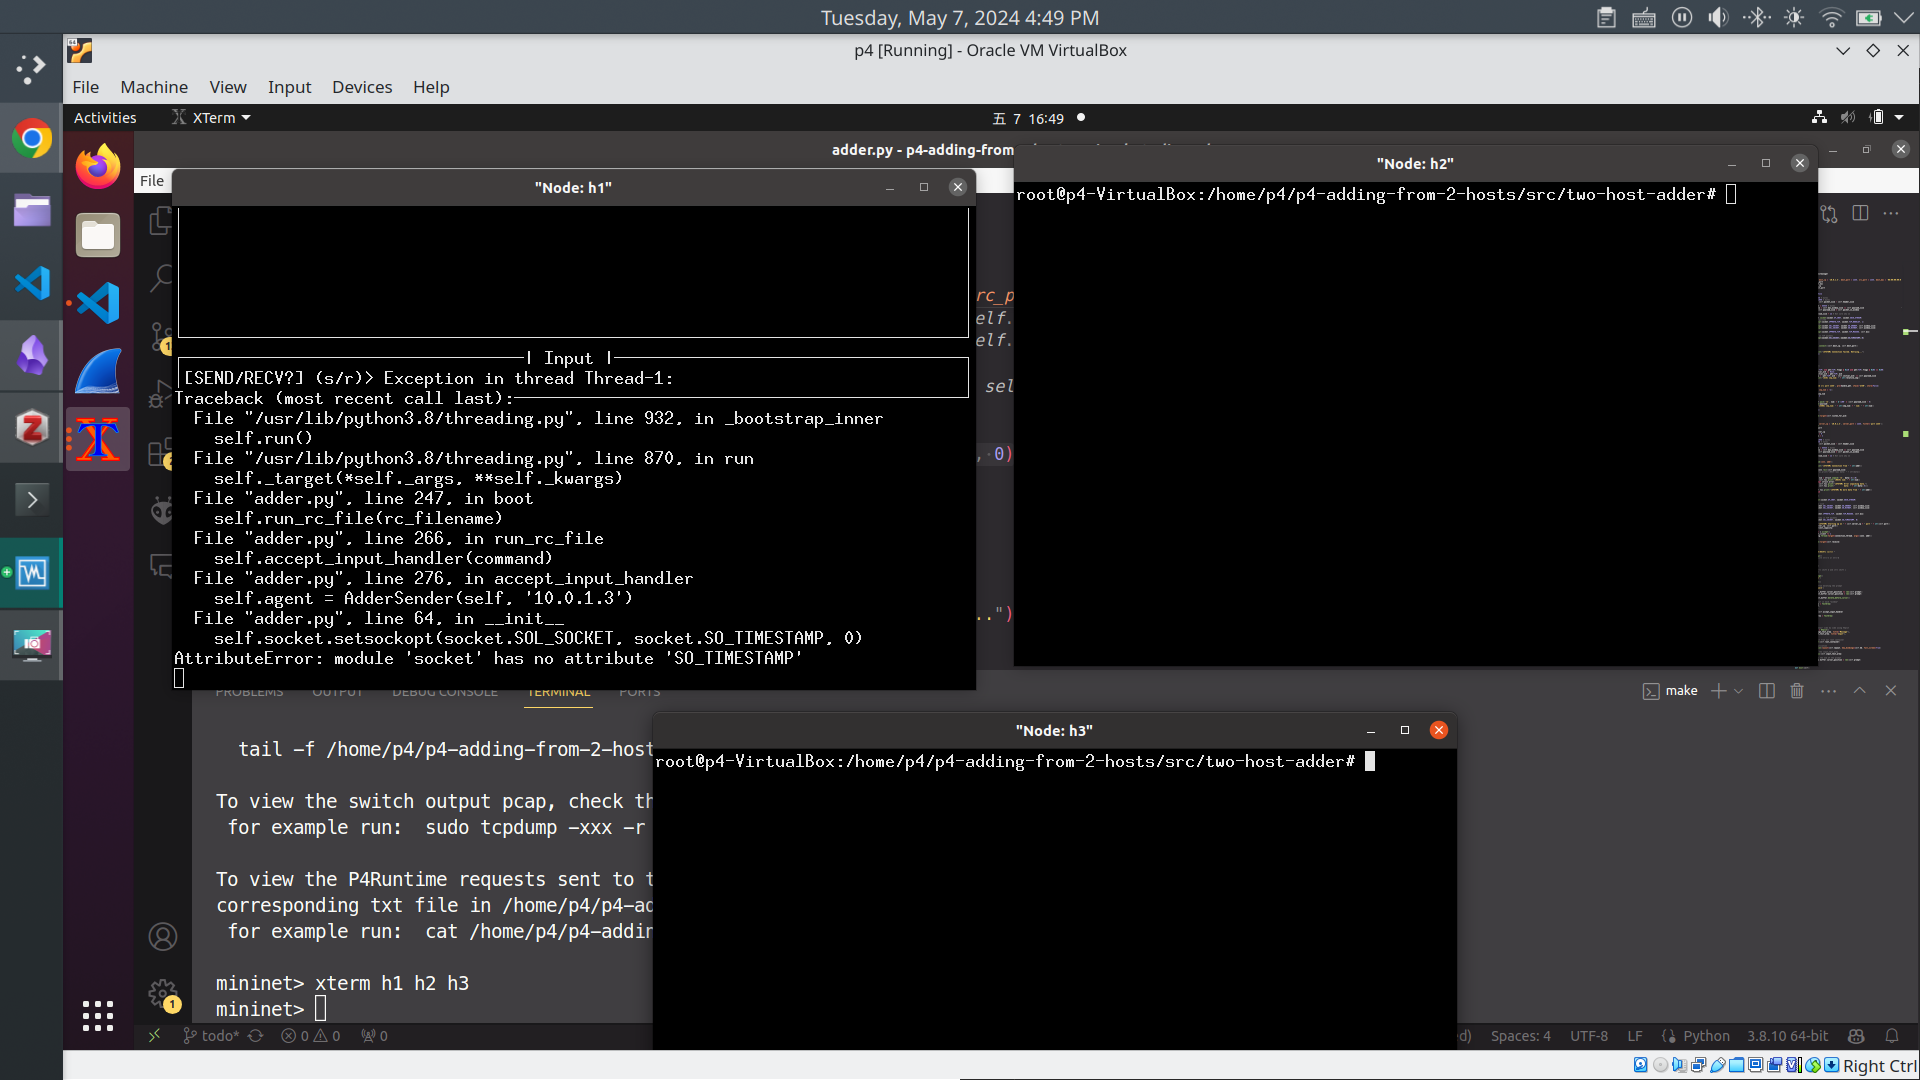 Tuesday, May 7, 2024 4:49 PM
p4 [Running] - Oracle VM VirtualBox
File Machine View Input Devices Help
Activities XTerm 五 7 16:49
adder.py - p4-adding-from
File
"Node: h1"
| Input |
[SEND/RECV?] (s/r)> Exception in thread Thread-1:
Traceback (most recent call last):
File "/usr/lib/python3.8/threading.py", line 932, in _bootstrap_inner
self.run()
File "/usr/lib/python3.8/threading.py", line 870, in run
self._target(*self._args, **self._kwargs)
File "adder.py", line 247, in boot
self.run_rc_file(rc_filename)
File "adder.py", line 266, in run_rc_file
self.accept_input_handler(command)
File "adder.py", line 276, in accept_input_handler
self.agent = AdderSender(self, '10.0.1.3')
File "adder.py", line 64, in __init__
self.socket.setsockopt(socket.SOL_SOCKET, socket.SO_TIMESTAMP, 0)
AttributeError: module 'socket' has no attribute 'SO_TIMESTAMP'
rc_p
elf.
elf.
sel
, 0)
..")
"Node: h2"
root@p4-VirtualBox:/home/p4/p4-adding-from-2-hosts/src/two-host-adder#
PROBLEMS OUTPUT DEBUG CONSOLE TERMINAL PORTS
make
tail -f /home/p4/p4-adding-from-2-host
To view the switch output pcap, check th
for example run: sudo tcpdump -xxx -r
To view the P4Runtime requests sent to t
corresponding txt file in /home/p4/p4-ad
for example run: cat /home/p4/p4-addin
mininet> xterm h1 h2 h3
mininet>
"Node: h3"
root@p4-VirtualBox:/home/p4/p4-adding-from-2-hosts/src/two-host-adder#
1
todo* 0 0 0
d) Spaces: 4 UTF-8 LF Python 3.8.10 64-bit
Right Ctrl